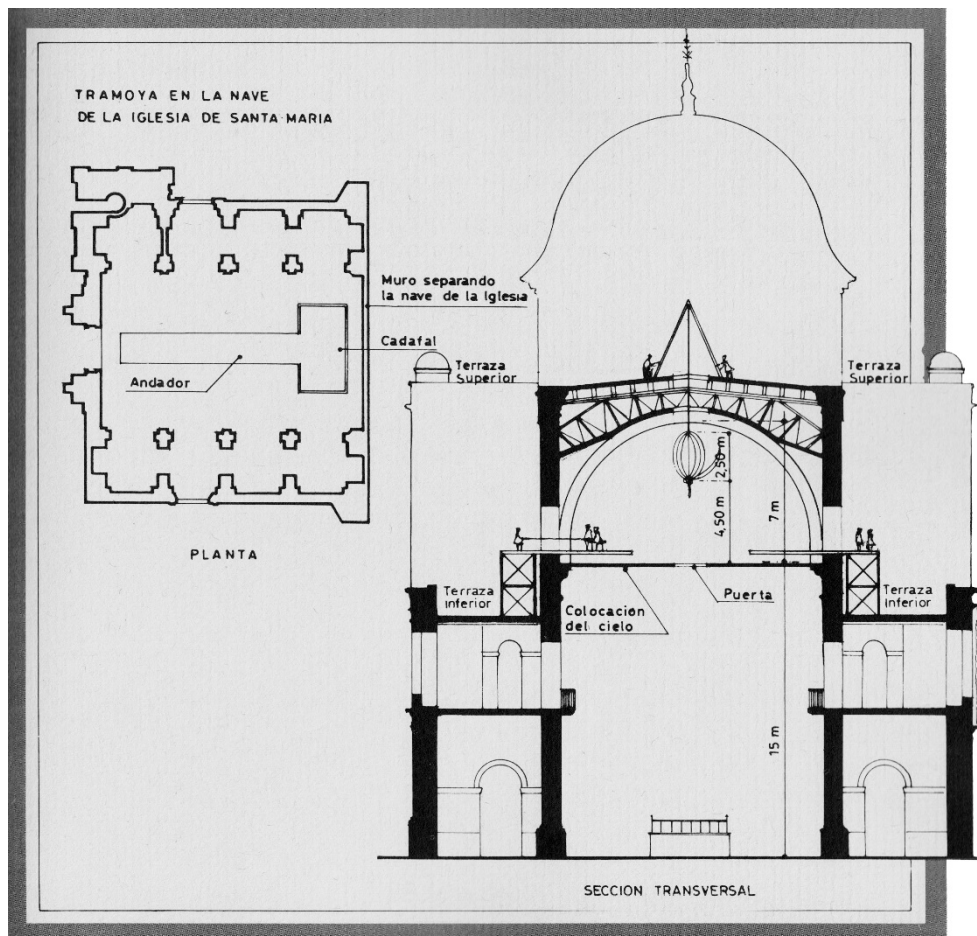 TRAMOYA EN LA NAVE
DE LA IGLESIA DE SANTA-MARIA
Muro separando
la nave de la Iglesia
Cadafal
Andador
PLANTA
Terraza
Superior
Terraza
Superior
2,50 m
4,50 m
7 m
Terraza
Inferior
Colocación
del cielo
Puerta
Terraza
Inferior
15 m
SECCION TRANSVERSAL